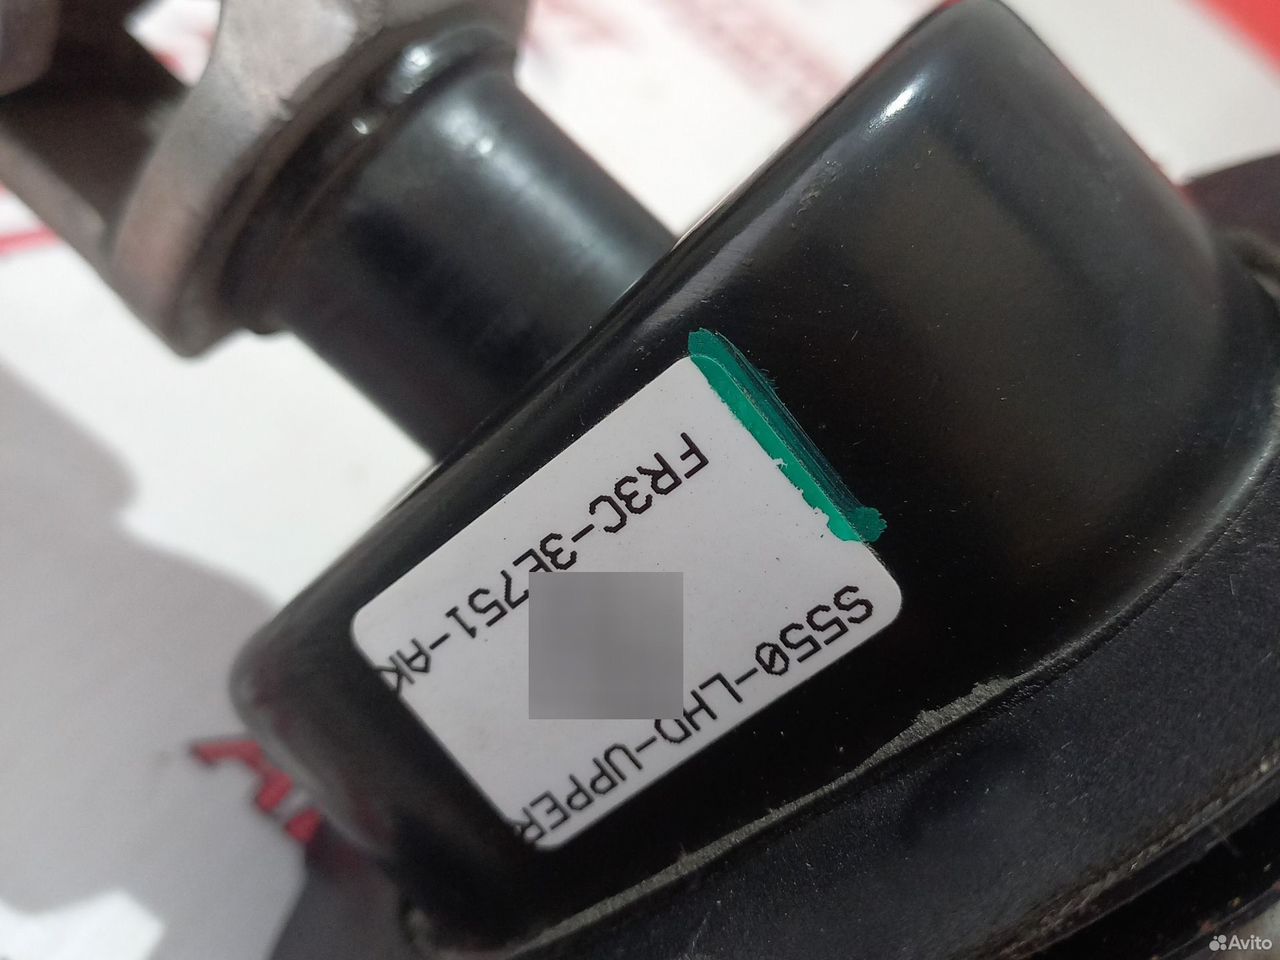 FR3C-3E751-AK
S550-LHD-UPPER
Avito